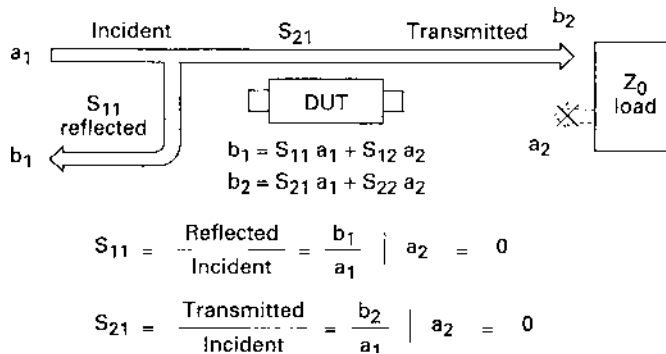 Incident S21 Transmitted b2
a1
Z0 load
S11 reflected
DUT
b1
a2
b1 = S11 a1 + S12 a2
b2 = S21 a1 + S22 a2
S11 = Reflected / Incident = b1 / a1 | a2 = 0
S21 = Transmitted / Incident = b2 / a1 | a2 = 0